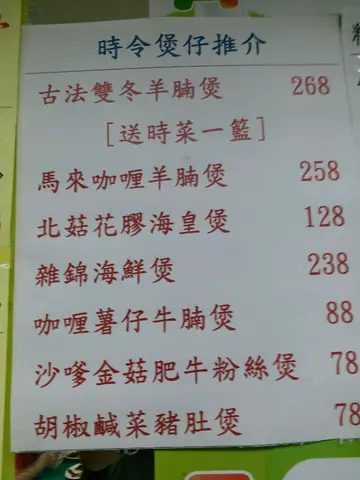 時令煲仔推介
古法雙冬羊腩煲 268
[送時菜一籃]
馬來咖喱羊腩煲 258
北菇花膠海皇煲 128
雜錦海鮮煲 238
咖喱薯仔牛腩煲 88
沙嗲金菇肥牛粉絲煲 78
胡椒鹹菜豬肚煲 78